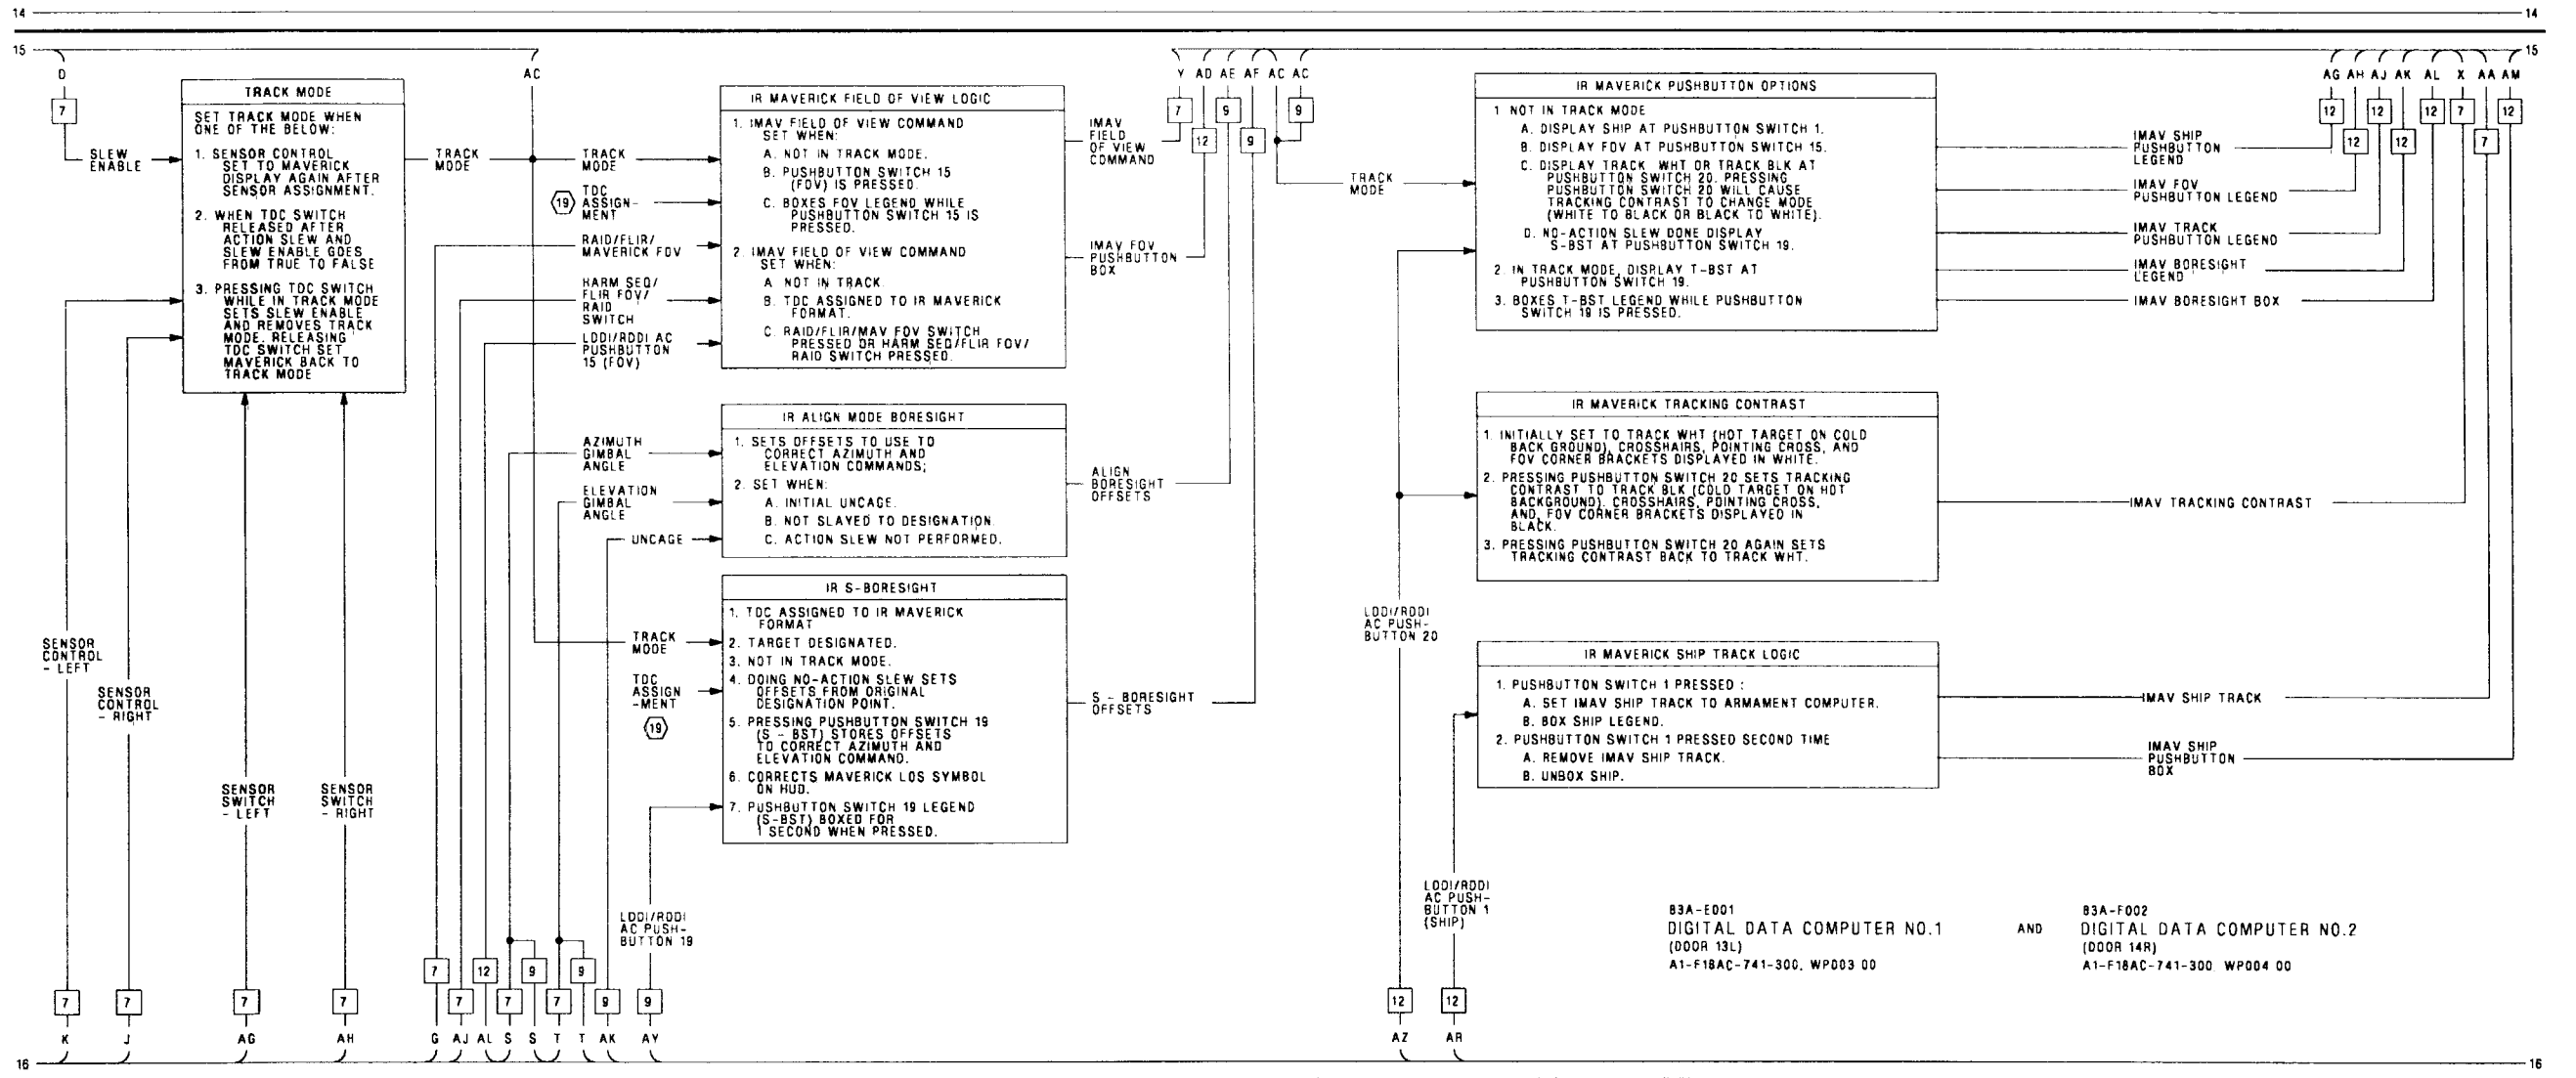 14
14
15
15
D
7
SLEW
ENABLE
TRACK MODE
SET TRACK MODE WHEN
ONE OF THE BELOW:
1. SENSOR CONTROL
SET TO MAVERICK
DISPLAY AGAIN AFTER
SENSOR ASSIGNMENT.
2. WHEN TDC SWITCH
RELEASED AFTER
ACTION SLEW AND
SLEW ENABLE GOES
FROM TRUE TO FALSE
3. PRESSING TDC SWITCH
WHILE IN TRACK MODE
SETS SLEW ENABLE
AND REMOVES TRACK
MODE. RELEASING
TDC SWITCH SET
MAVERICK BACK TO
TRACK MODE
TRACK
MODE
AC
SENSOR
CONTROL
- LEFT
SENSOR
CONTROL
- RIGHT
SENSOR
SWITCH
- LEFT
SENSOR
SWITCH
- RIGHT
7
7
7
7
K
J
AG
AH
TRACK
MODE
19
TDC
ASSIGN-
MENT
RAID/FLIR/
MAVERICK FOV
HARM SEQ/
FLIR FOV/
RAID
SWITCH
LDDI/RDDI AC
PUSHBUTTON
15 (FOV)
IR MAVERICK FIELD OF VIEW LOGIC
1. IMAV FIELD OF VIEW COMMAND
SET WHEN:
A. NOT IN TRACK MODE.
B. PUSHBUTTON SWITCH 15
(FOV) IS PRESSED.
C. BOXES FOV LEGEND WHILE
PUSHBUTTON SWITCH 15 IS
PRESSED.
2. IMAV FIELD OF VIEW COMMAND
SET WHEN:
A NOT IN TRACK.
B. TDC ASSIGNED TO IR MAVERICK
FORMAT.
C. RAID/FLIR/MAV FOV SWITCH
PRESSED OR HARM SEQ/FLIR FOV/
RAID SWITCH PRESSED.
IMAV
FIELD
OF VIEW
COMMAND
IMAV FOV
PUSHBUTTON
BOX
Y AD AE AF AC AC
7
12
9
9
9
AZIMUTH
GIMBAL
ANGLE
ELEVATION
GIMBAL
ANGLE
UNCAGE
IR ALIGN MODE BORESIGHT
1. SETS OFFSETS TO USE TO
CORRECT AZIMUTH AND
ELEVATION COMMANDS;
2. SET WHEN:
A. INITIAL UNCAGE.
B. NOT SLAYED TO DESIGNATION.
C. ACTION SLEW NOT PERFORMED.
ALIGN
BORESIGHT
OFFSETS
TRACK
MODE
TDC
ASSIGN
-MENT
19
LDDI/RDDI
AC PUSH-
BUTTON 19
IR S-BORESIGHT
1. TDC ASSIGNED TO IR MAVERICK
FORMAT
2. TARGET DESIGNATED.
3. NOT IN TRACK MODE.
4. DOING NO-ACTION SLEW SETS
OFFSETS FROM ORIGINAL
DESIGNATION POINT.
5. PRESSING PUSHBUTTON SWITCH 19
(S - BST) STORES OFFSETS
TO CORRECT AZIMUTH AND
ELEVATION COMMAND.
6. CORRECTS MAVERICK LOS SYMBOL
ON HUD.
7. PUSHBUTTON SWITCH 19 LEGEND
(S-BST) BOXED FOR
1 SECOND WHEN PRESSED.
S - BORESIGHT
OFFSETS
7
7
12
7
9
7
9
9
9
G AJ AL S S T T AK AY
TRACK
MODE
IR MAVERICK PUSHBUTTON OPTIONS
1 NOT IN TRACK MODE
A. DISPLAY SHIP AT PUSHBUTTON SWITCH 1.
B. DISPLAY FOV AT PUSHBUTTON SWITCH 15.
C. DISPLAY TRACK WHT OR TRACK BLK AT
PUSHBUTTON SWITCH 20. PRESSING
PUSHBUTTON SWITCH 20 WILL CAUSE
TRACKING CONTRAST TO CHANGE MODE
(WHITE TO BLACK OR BLACK TO WHITE).
D. NO-ACTION SLEW DONE DISPLAY
S-BST AT PUSHBUTTON SWITCH 19.
2. IN TRACK MODE, DISPLAY T-BST AT
PUSHBUTTON SWITCH 19.
3. BOXES T-BST LEGEND WHILE PUSHBUTTON
SWITCH 19 IS PRESSED.
IMAV SHIP
PUSHBUTTON
LEGEND
IMAV FOV
PUSHBUTTON LEGEND
IMAV TRACK
PUSHBUTTON LEGEND
IMAV BORESIGHT
LEGEND
IMAV BORESIGHT BOX
AG AH AJ AK AL X AA AM
12
12
12
12
12
7
7
12
IR MAVERICK TRACKING CONTRAST
1. INITIALLY SET TO TRACK WHT (HOT TARGET ON COLD
BACK GROUND), CROSSHAIRS, POINTING CROSS, AND
FOV CORNER BRACKETS DISPLAYED IN WHITE.
2. PRESSING PUSHBUTTON SWITCH 20 SETS TRACKING
CONTRAST TO TRACK BLK (COLD TARGET ON HOT
BACKGROUND). CROSSHAIRS, POINTING CROSS,
AND, FOV CORNER BRACKETS DISPLAYED IN
BLACK.
3. PRESSING PUSHBUTTON SWITCH 20 AGAIN SETS
TRACKING CONTRAST BACK TO TRACK WHT.
IMAV TRACKING CONTRAST
LDDI/RDDI
AC PUSH-
BUTTON 20
IR MAVERICK SHIP TRACK LOGIC
1. PUSHBUTTON SWITCH 1 PRESSED :
A. SET IMAV SHIP TRACK TO ARMAMENT COMPUTER.
B. BOX SHIP LEGEND.
2. PUSHBUTTON SWITCH 1 PRESSED SECOND TIME
A. REMOVE IMAV SHIP TRACK.
B. UNBOX SHIP.
IMAV SHIP TRACK
IMAV SHIP
PUSHBUTTON
BOX
LDDI/RDDI
AC PUSH-
BUTTON 1
(SHIP)
12
12
AZ
AR
83A-E001
DIGITAL DATA COMPUTER NO.1
(DOOR 13L)
A1-F18AC-741-300, WP003 00
AND
83A-F002
DIGITAL DATA COMPUTER NO.2
(DOOR 14R)
A1-F18AC-741-300 WP004 00
16
16